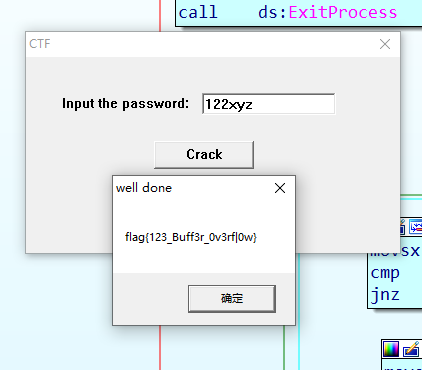 call ds:ExitProcess
CTF
Input the password: 122xyz
Crack
well done
flag{123_Buff3r_0v3rf|0w}
确定
movsx
cmp
jnz